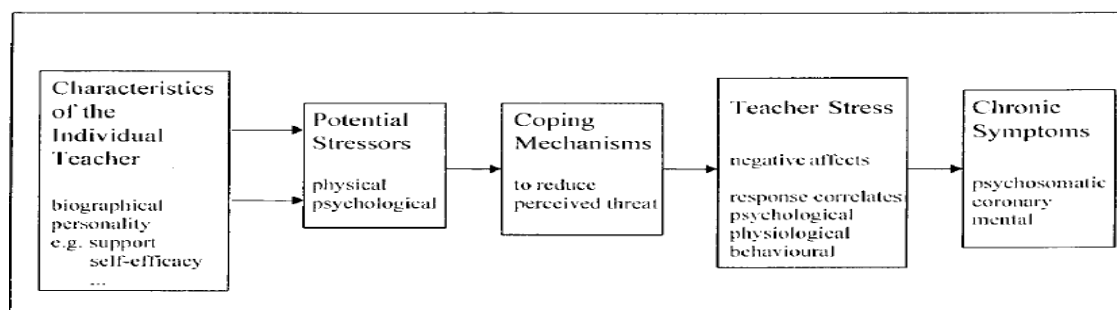 Characteristics
of the
Individual
Teacher
biographical
personality
e.g. support
self-efficacy
...
Potential
Stressors
physical
psychological
Coping
Mechanisms
to reduce
perceived threat
Teacher Stress
negative affects
response correlates:
psychological
physiological
behavioural
Chronic
Symptoms
psychosomatic
coronary
mental